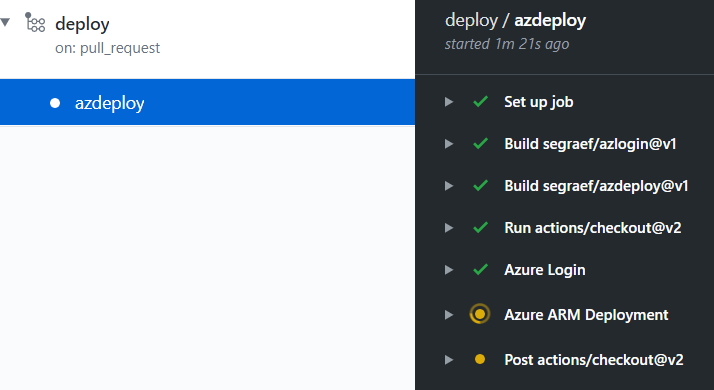 deploy
on: pull_request
azdeploy
deploy / azdeploy
started 1m 21s ago
Set up job
Build segraef/azlogin@v1
Build segraef/azdeploy@v1
Run actions/checkout@v2
Azure Login
Azure ARM Deployment
Post actions/checkout@v2